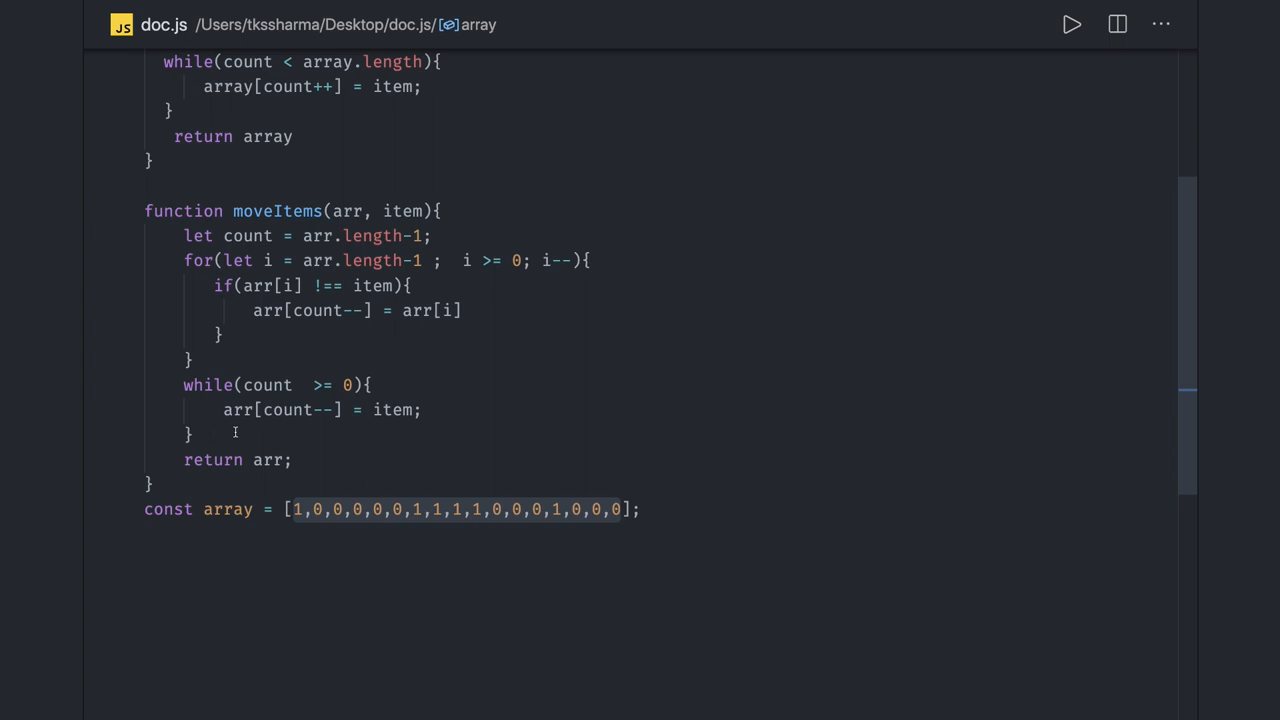 JS doc.js /Users/tkssharma/Desktop/doc.js/array
while(count < array.length){
array[count++] = item;
}
return array
}
function moveItems(arr, item){
let count = arr.length-1;
for(let i = arr.length-1 ;  i >= 0; i--){
if(arr[i] !== item){
arr[count--] = arr[i]
}
}
while(count  >= 0){
arr[count--] = item;
}
return arr;
}
const array = [1,0,0,0,0,0,1,1,1,1,0,0,0,1,0,0,0];